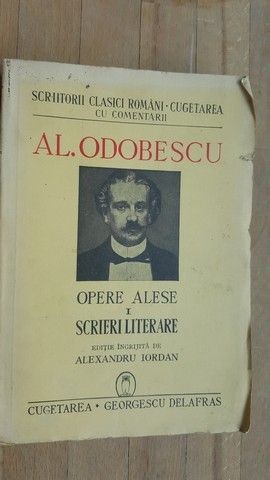 SCRIITORII CLASICI ROMÂNI · CUGETAREA
CU COMENTARII
AL. ODOBESCU
OPERE ALESE
I
SCRIERI LITERARE
EDIȚIE ÎNGRIJITĂ DE
ALEXANDRU IORDAN
CUGETAREA · GEORGESCU DELAFRAS